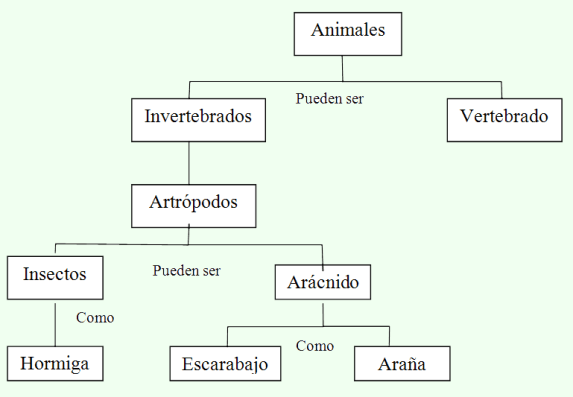 Animales
Pueden ser
Invertebrados
Vertebrado
Artrópodos
Pueden ser
Insectos
Arácnido
Como
Como
Hormiga
Escarabajo
Araña